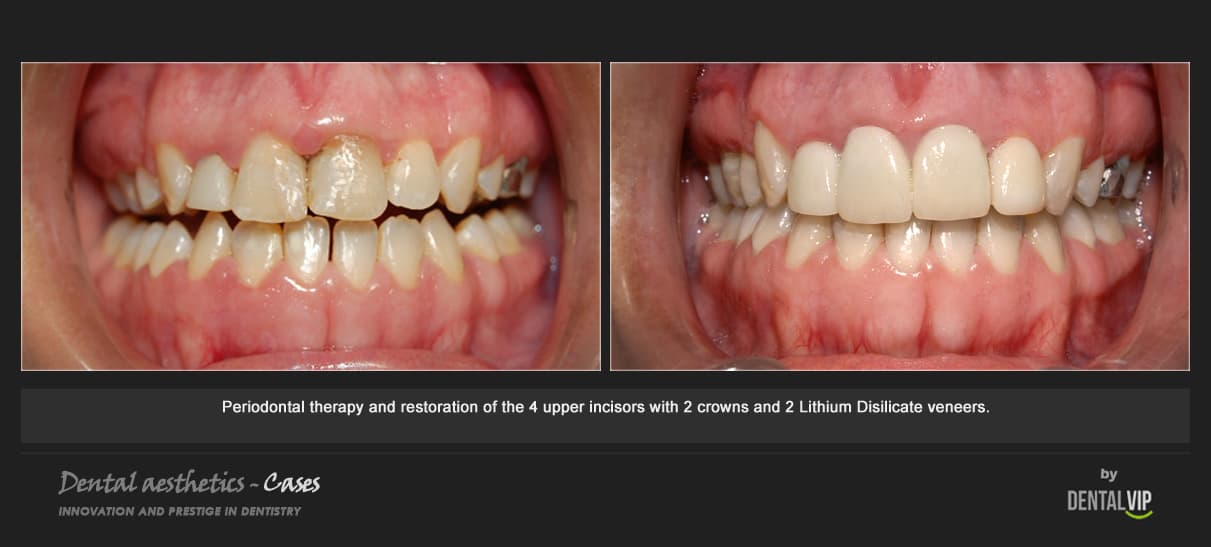 Periodontal therapy and restoration of the 4 upper incisors with 2 crowns and 2 Lithium Disilicate veneers.
Dental aesthetics - Cases
INNOVATION AND PRESTIGE IN DENTISTRY
by
DENTALVIP